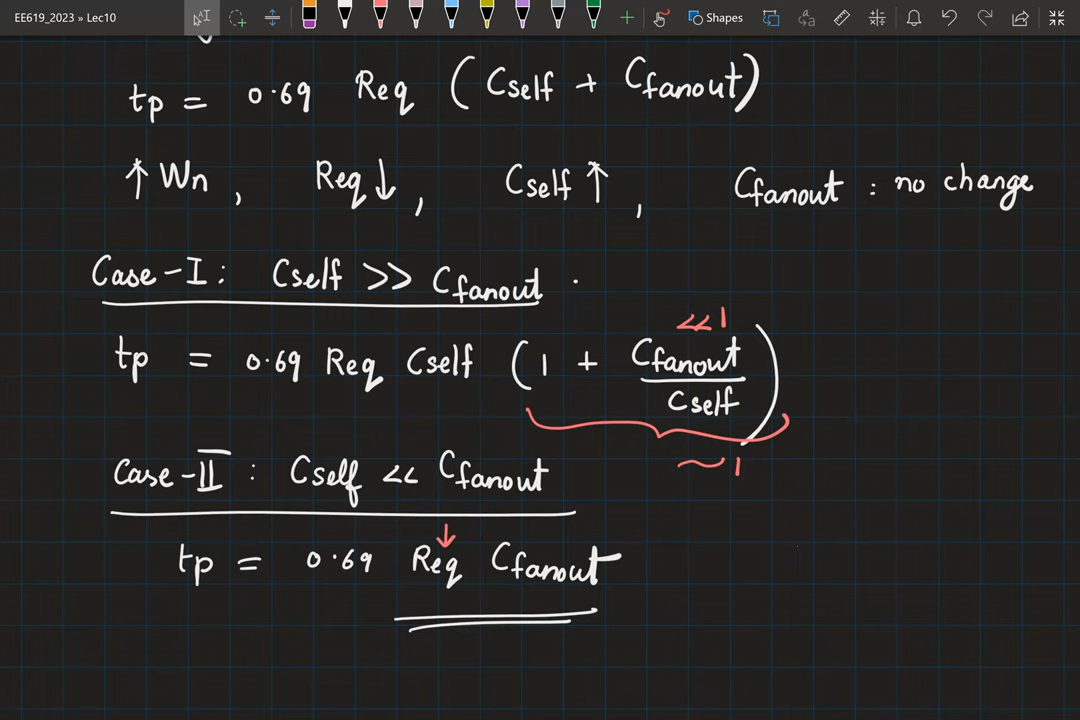 EE619_2023 » Lec10
Shapes
tp = 0.69 Req (Cself + Cfanout)
↑ Wn, Req ↓, Cself ↑, Cfanout : no change
Case-I: Cself >> Cfanout .
<< 1
tp = 0.69 Req Cself (1 + Cfanout / Cself)
~ 1
Case-II : Cself << Cfanout
↓
tp = 0.69 Req Cfanout